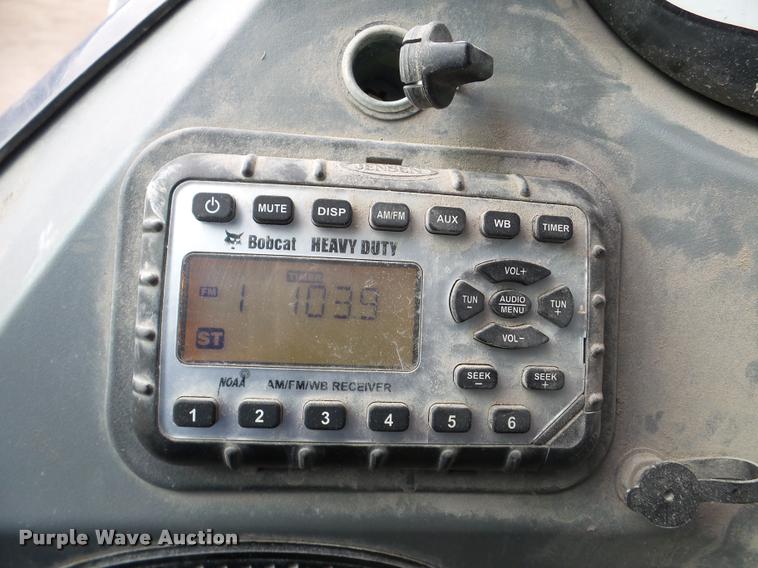 JENSEN
MUTE DISP AM/FM AUX WB TIMER
Bobcat HEAVY DUTY
VOL+
TUN - AUDIO MENU TUN +
VOL-
TIMER
FM 1 103.9
ST
SEEK - SEEK +
NOAA AM/FM/WB RECEIVER
1 2 3 4 5 6
Purple Wave Auction